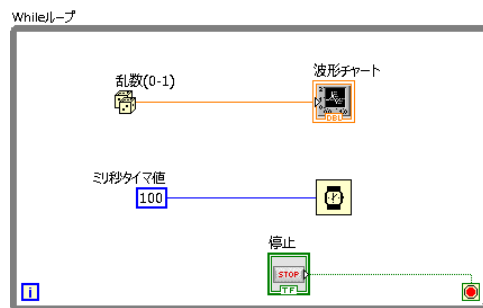 Whileループ
乱数(0-1)
波形チャート
DBL
ミリ秒タイマ値
100
停止
STOP
TF
i